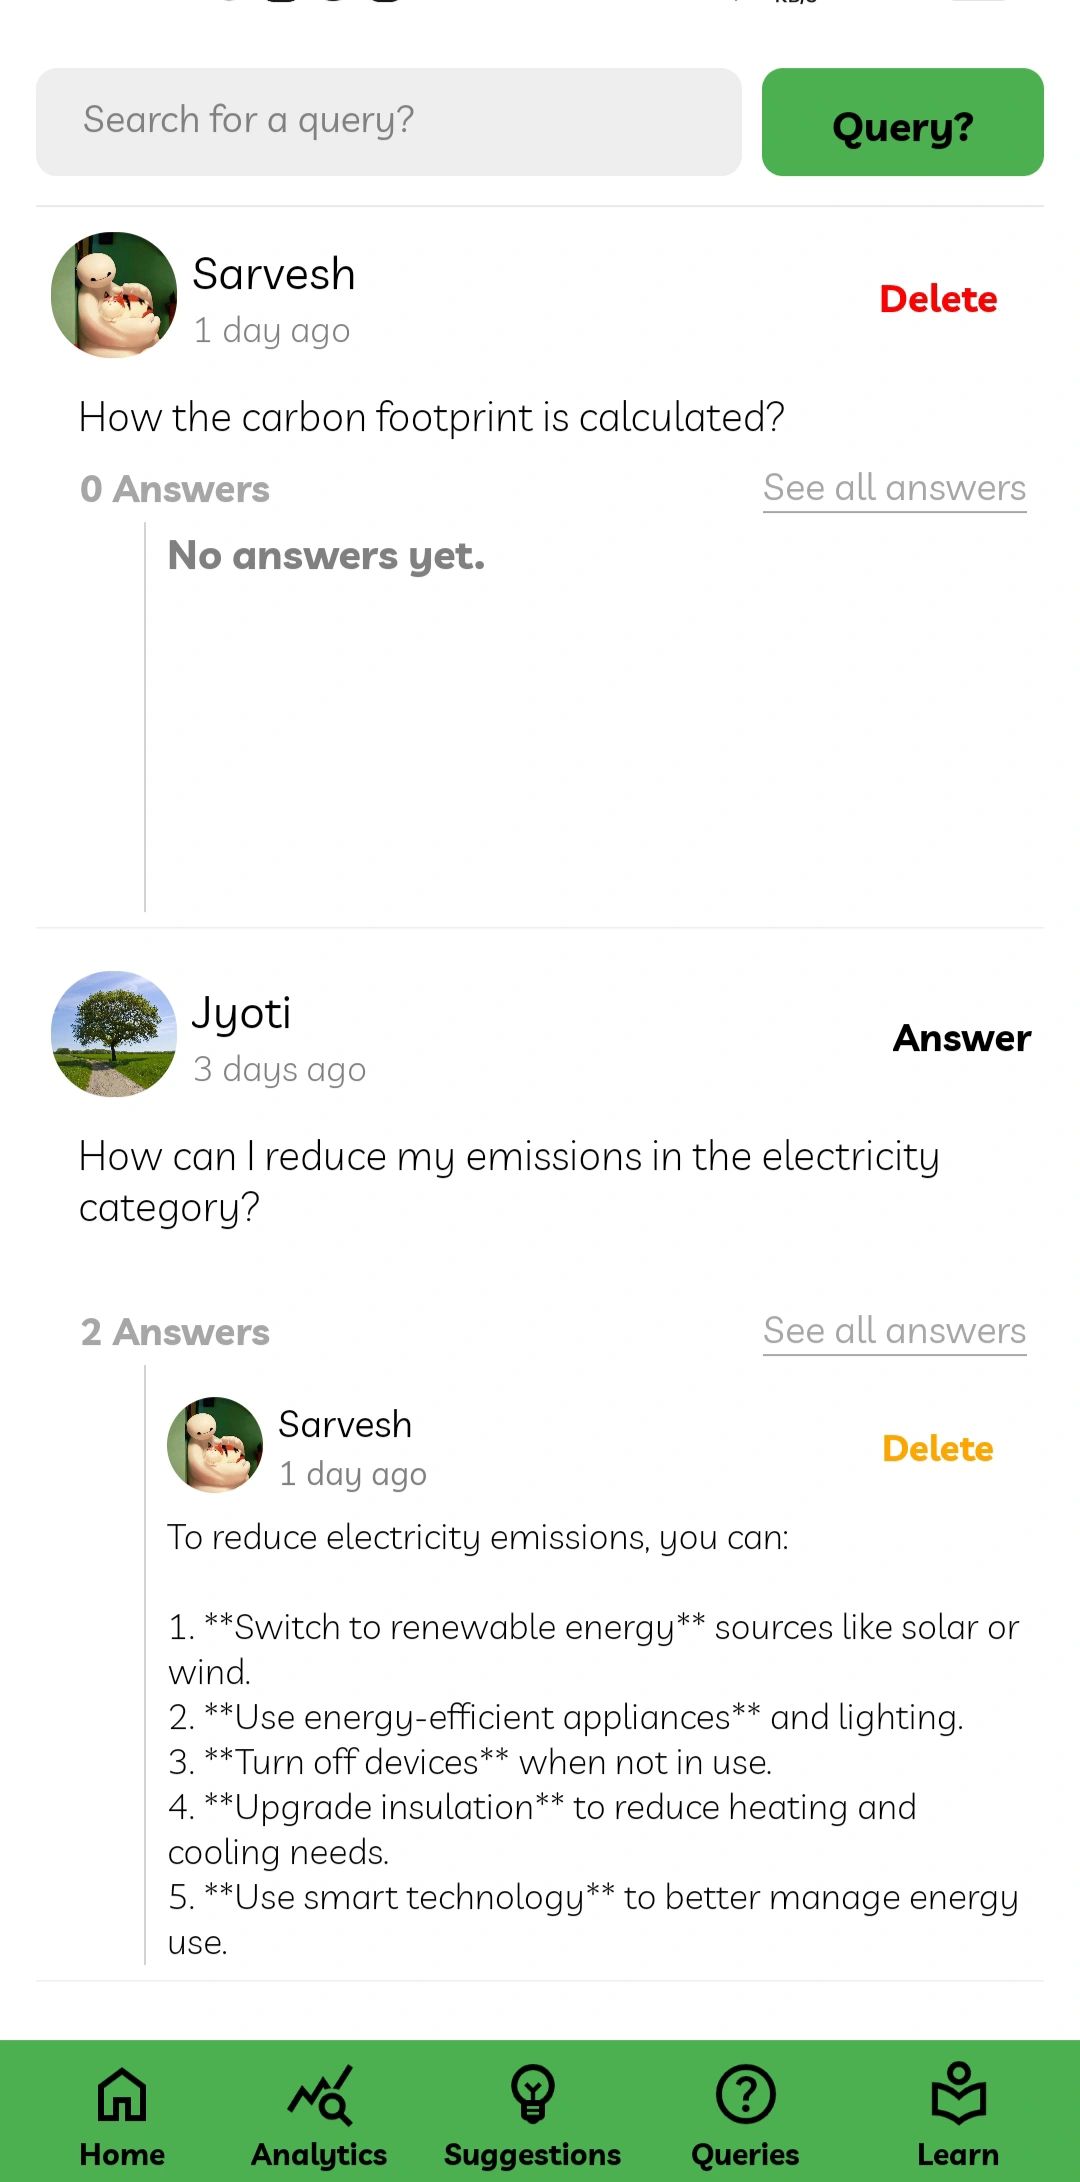 Search for a query?
Query?
Sarvesh
1 day ago
Delete
How the carbon footprint is calculated?
0 Answers
See all answers
No answers yet.
Jyoti
3 days ago
Answer
How can I reduce my emissions in the electricity
category?
2 Answers
See all answers
Sarvesh
1 day ago
Delete
To reduce electricity emissions, you can:
1. **Switch to renewable energy** sources like solar or
wind.
2. **Use energy-efficient appliances** and lighting.
3. **Turn off devices** when not in use.
4. **Upgrade insulation** to reduce heating and
cooling needs.
5. **Use smart technology** to better manage energy
use.
Home
Analytics
Suggestions
Queries
Learn